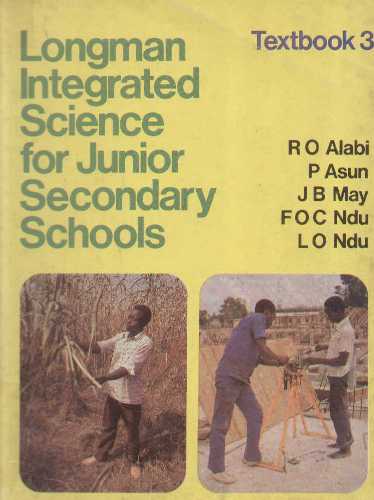 Longman
Integrated
Science
for Junior
Secondary
Schools
Textbook 3
R O Alabi
P Asun
J B May
F O C Ndu
L O Ndu